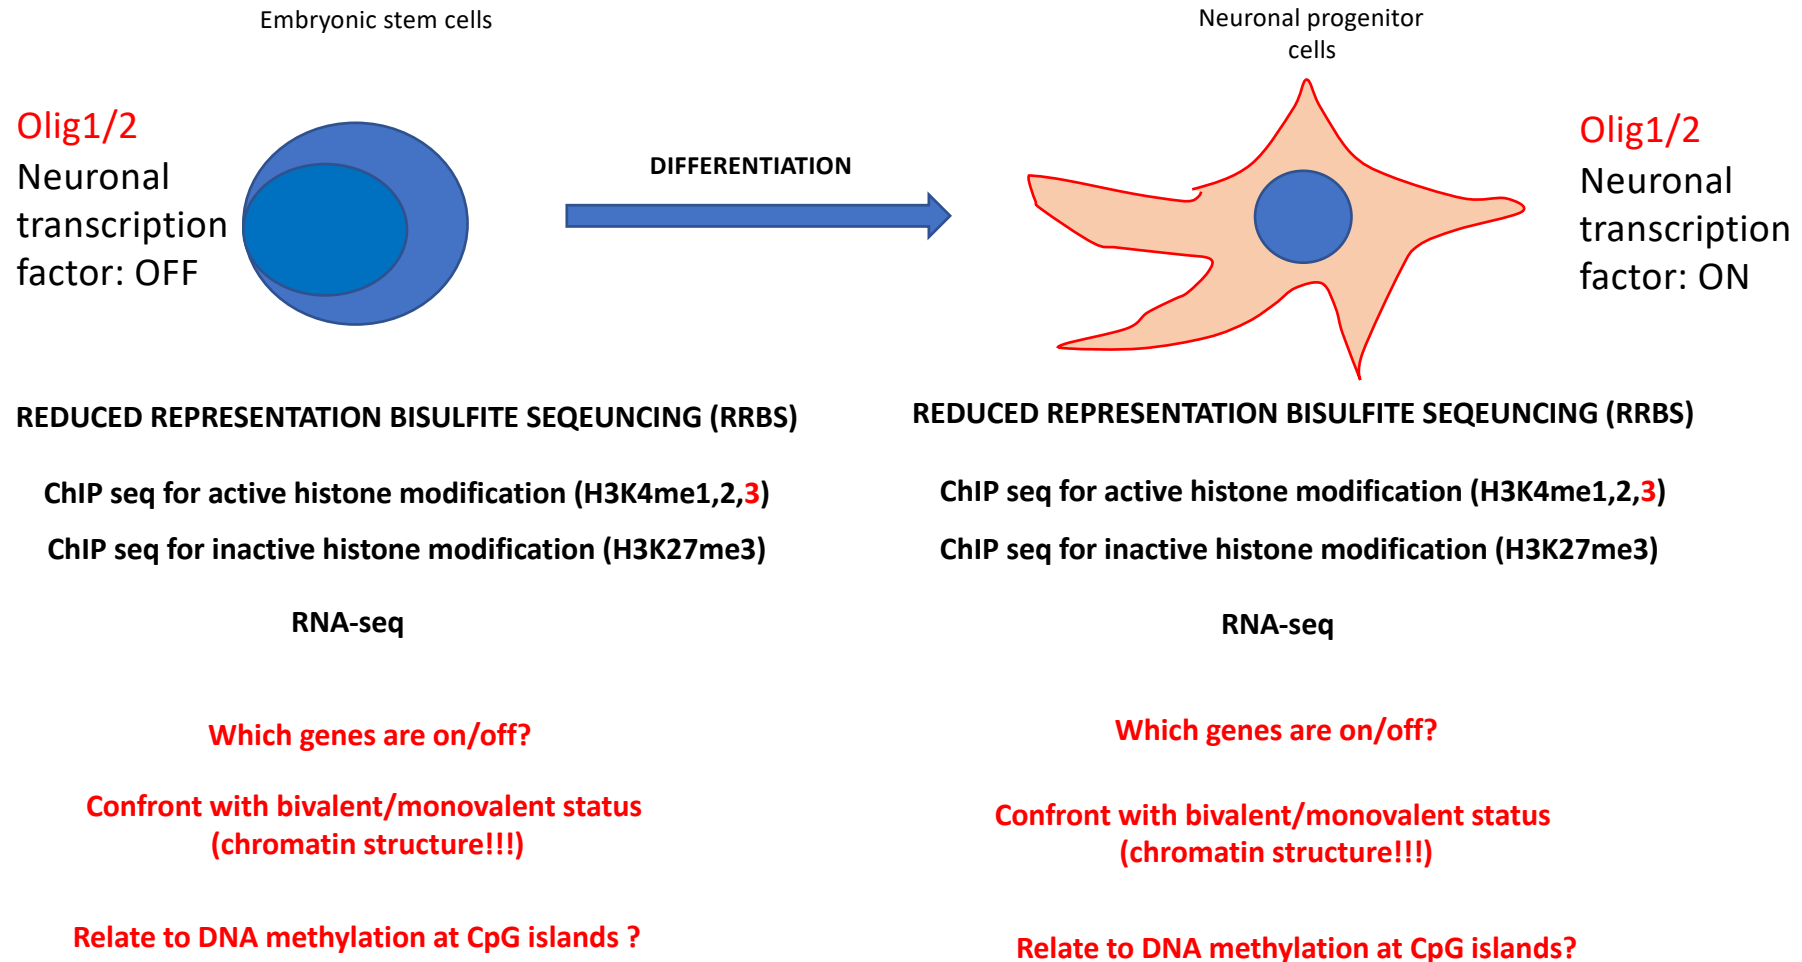 Embryonic stem cells
Neuronal progenitor
cells
Olig1/2
Neuronal
transcription
factor: OFF
DIFFERENTIATION
Olig1/2
Neuronal
transcription
factor: ON
REDUCED REPRESENTATION BISULFITE SEQEUNCING (RRBS)
ChIP seq for active histone modification (H3K4me1,2,3)
ChIP seq for inactive histone modification (H3K27me3)
RNA-seq
Which genes are on/off?
Confront with bivalent/monovalent status
(chromatin structure!!!)
Relate to DNA methylation at CpG islands ?
REDUCED REPRESENTATION BISULFITE SEQEUNCING (RRBS)
ChIP seq for active histone modification (H3K4me1,2,3)
ChIP seq for inactive histone modification (H3K27me3)
RNA-seq
Which genes are on/off?
Confront with bivalent/monovalent status
(chromatin structure!!!)
Relate to DNA methylation at CpG islands?